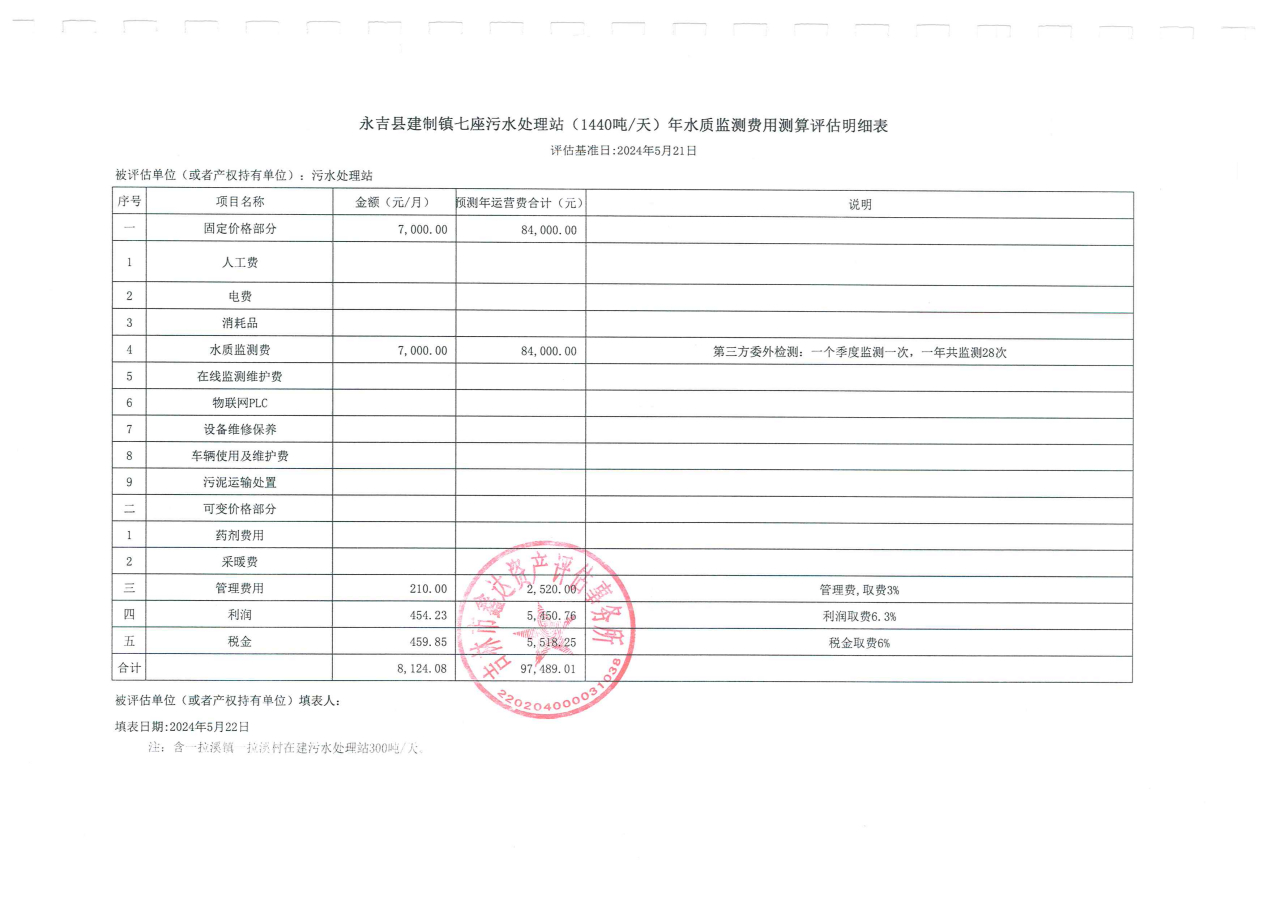 永吉县建制镇七座污水处理站（1440吨/天）年水质监测费用测算评估明细表
评估基准日:2024年5月21日
被评估单位（或者产权持有单位）: 污水处理站
序号 项目名称 金额（元/月） 预测年运营费合计（元） 说明
一 固定价格部分 7,000.00 84,000.00
1 人工费
2 电费
3 消耗品
4 水质监测费 7,000.00 84,000.00 第三方委外检测：一个季度监测一次，一年共监测28次
5 在线监测维护费
6 物联网PLC
7 设备维修保养
8 车辆使用及维护费
9 污泥运输处置
二 可变价格部分
1 药剂费用
2 采暖费
三 管理费用 210.00 2,520.00 管理费,取费3%
四 利润 454.23 5,450.76 利润取费6.3%
五 税金 459.85 5,518.25 税金取费6%
合计 8,124.08 97,489.01
吉林市鑫达资产评估事务所
220204000031038
被评估单位（或者产权持有单位）填表人:
填表日期:2024年5月22日
注：含一拉溪镇一拉溪村在建污水处理站300吨/天。